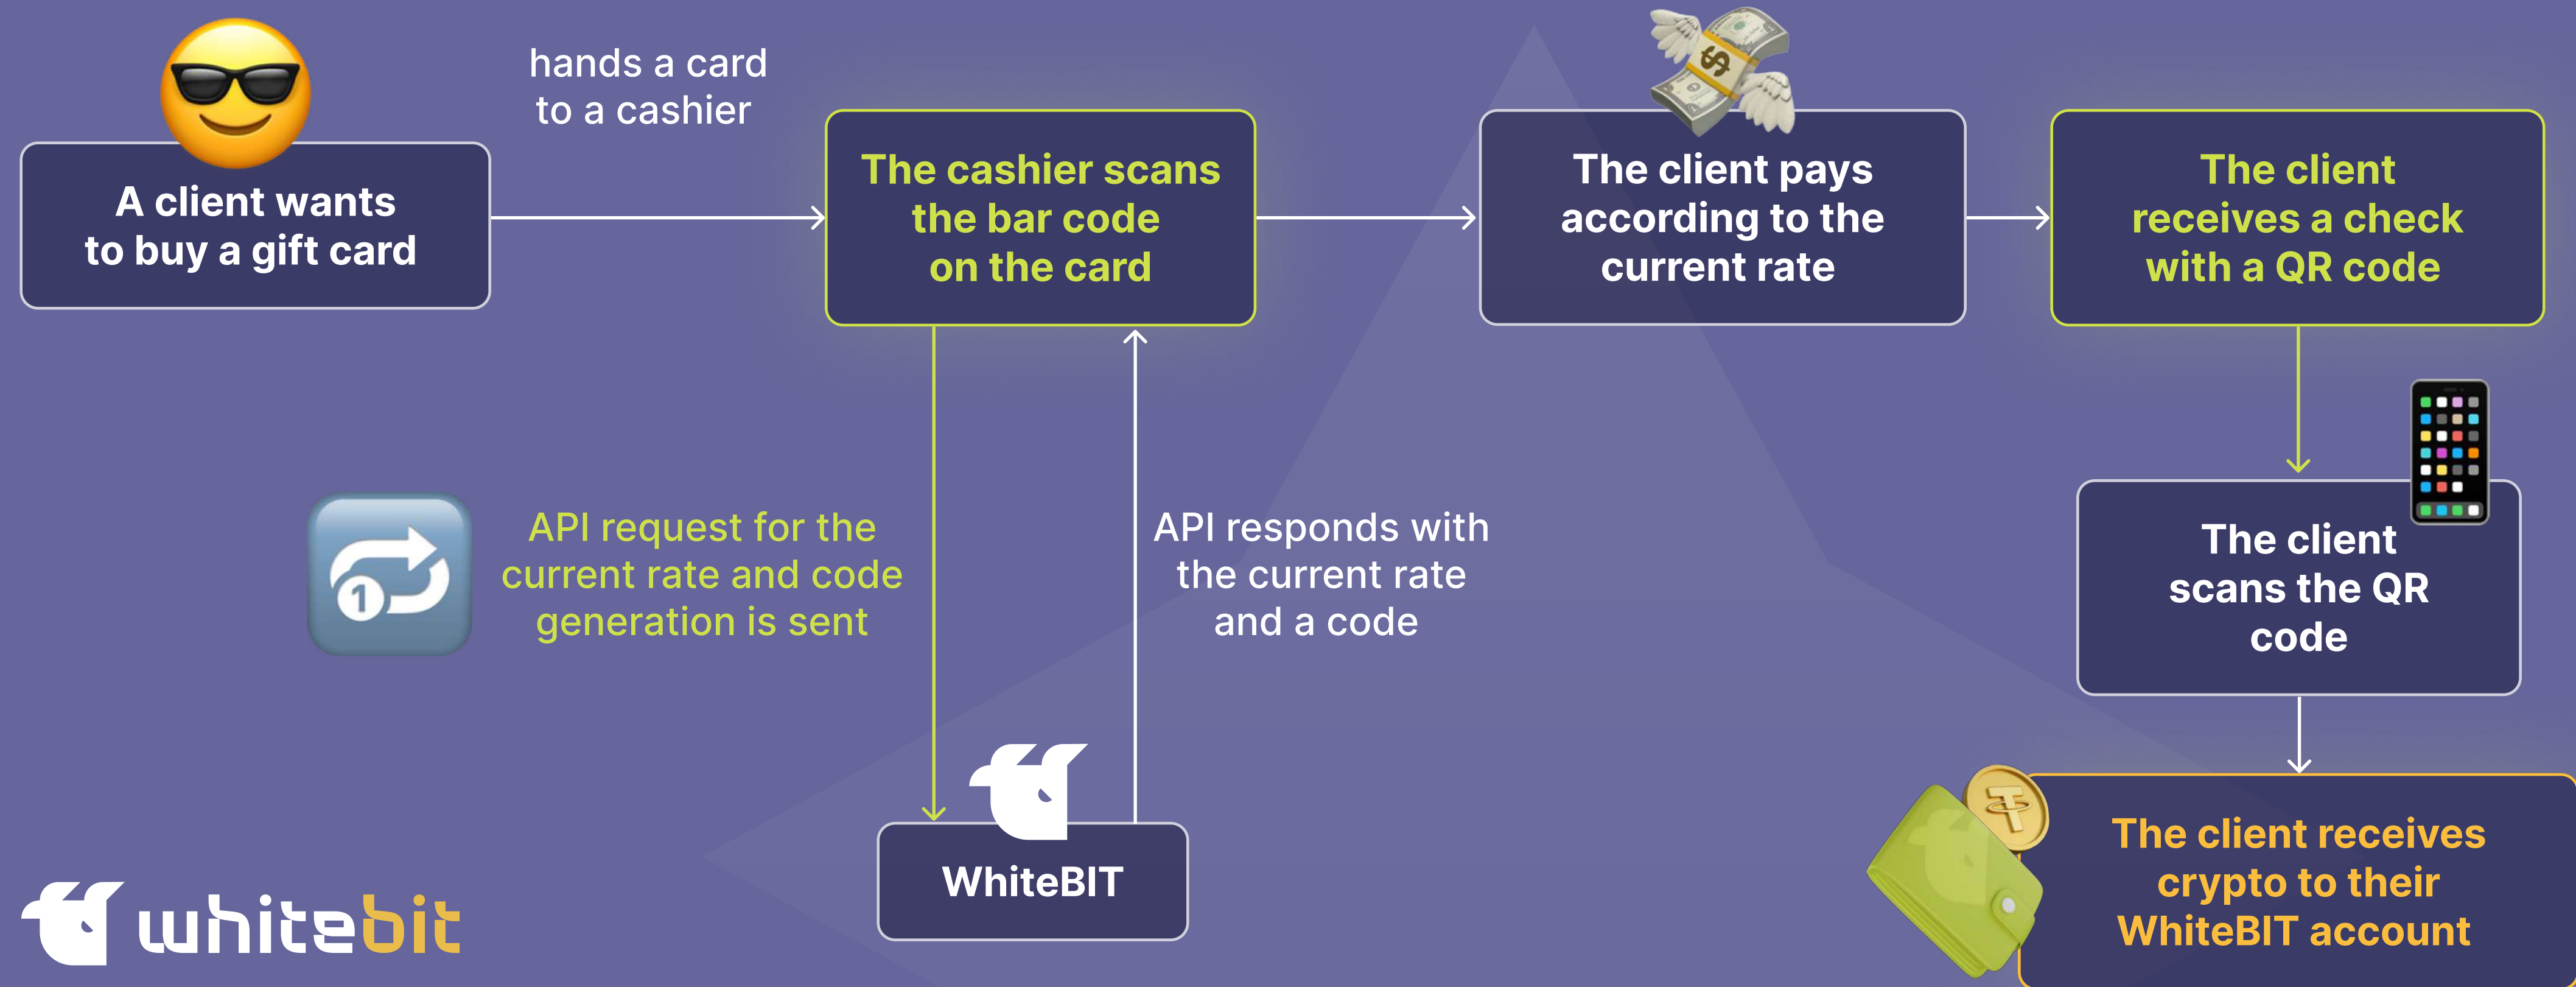 hands a card
to a cashier
A client wants
to buy a gift card
The cashier scans
the bar code
on the card
$
The client pays
according to the
current rate
The client
receives a check
with a QR code
1
API request for the
current rate and code
generation is sent
API responds with
the current rate
and a code
The client
scans the QR
code
WhiteBIT
The client receives
crypto to their
WhiteBIT account
whitebit